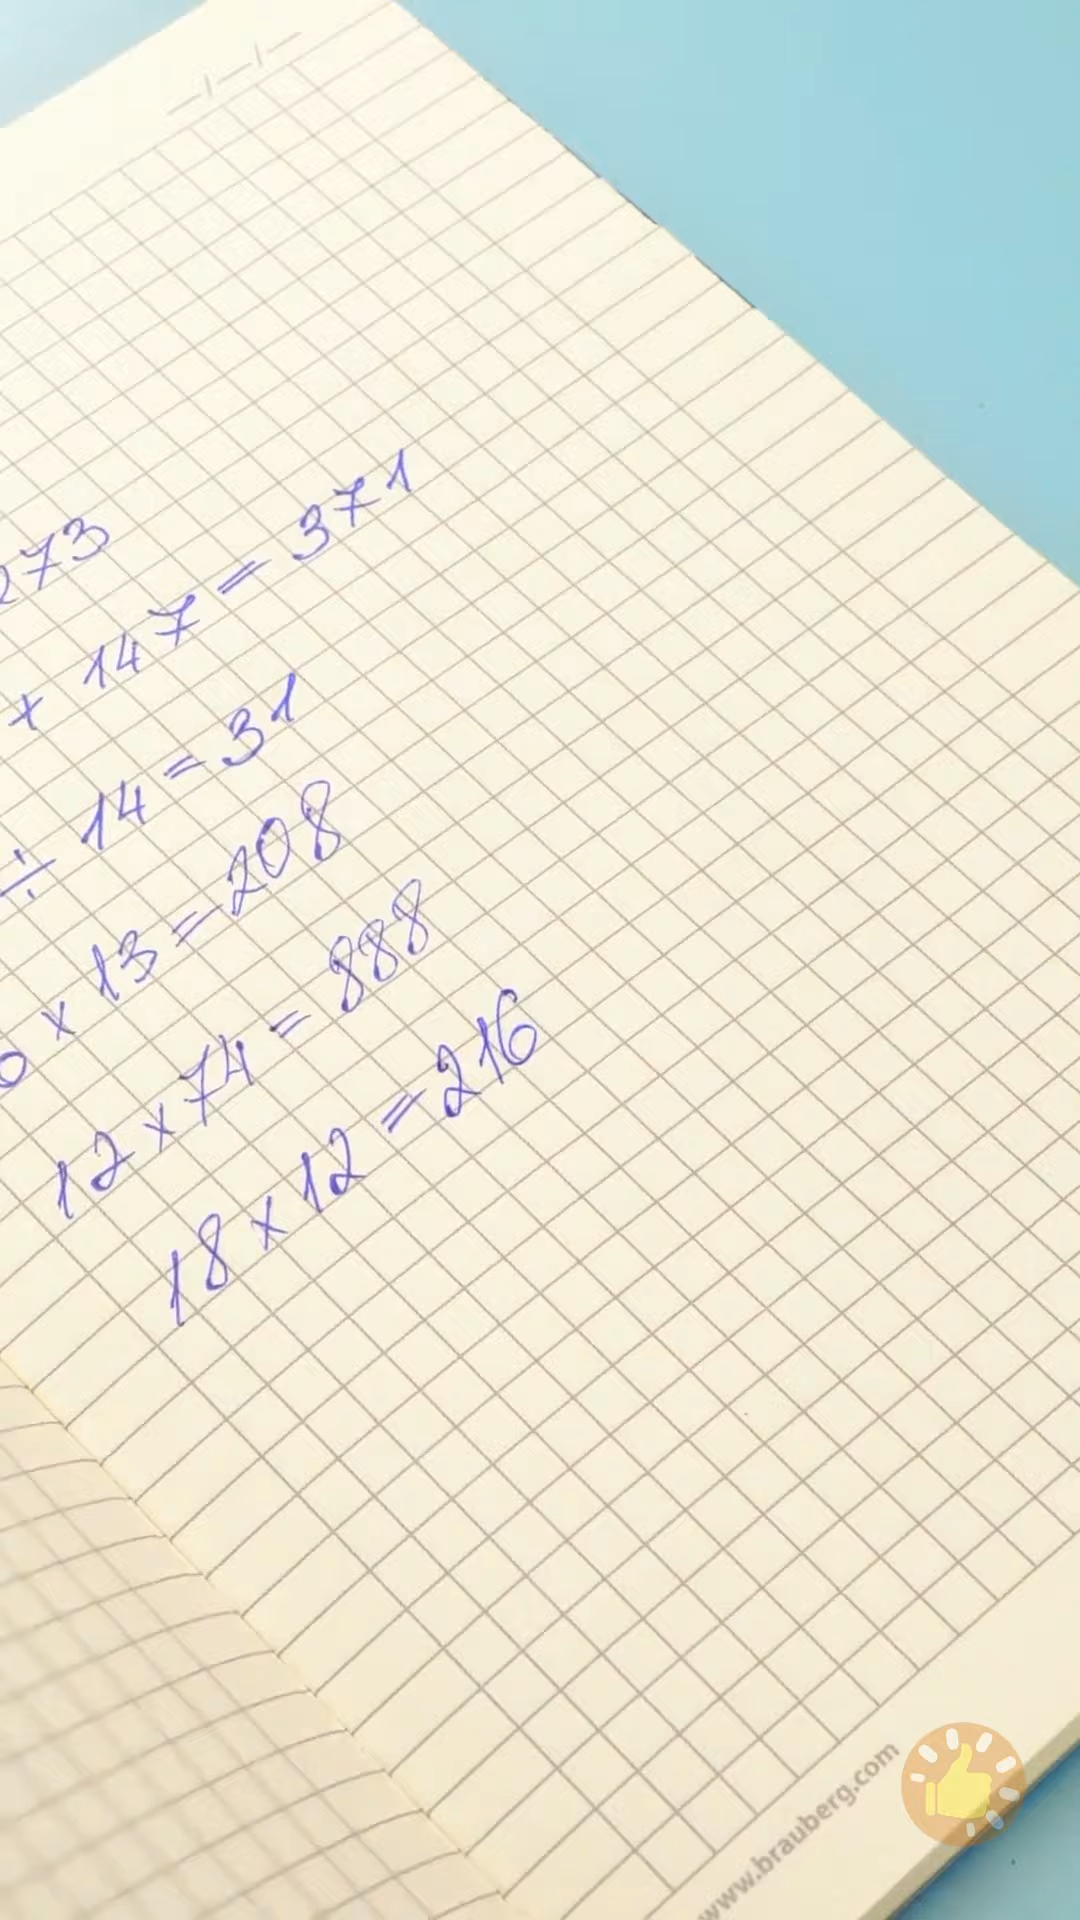 273
x 147 = 371
÷ 14 = 31
x 13 = 208
12 x 74 = 888
18 x 12 = 216
www.brauberg.com